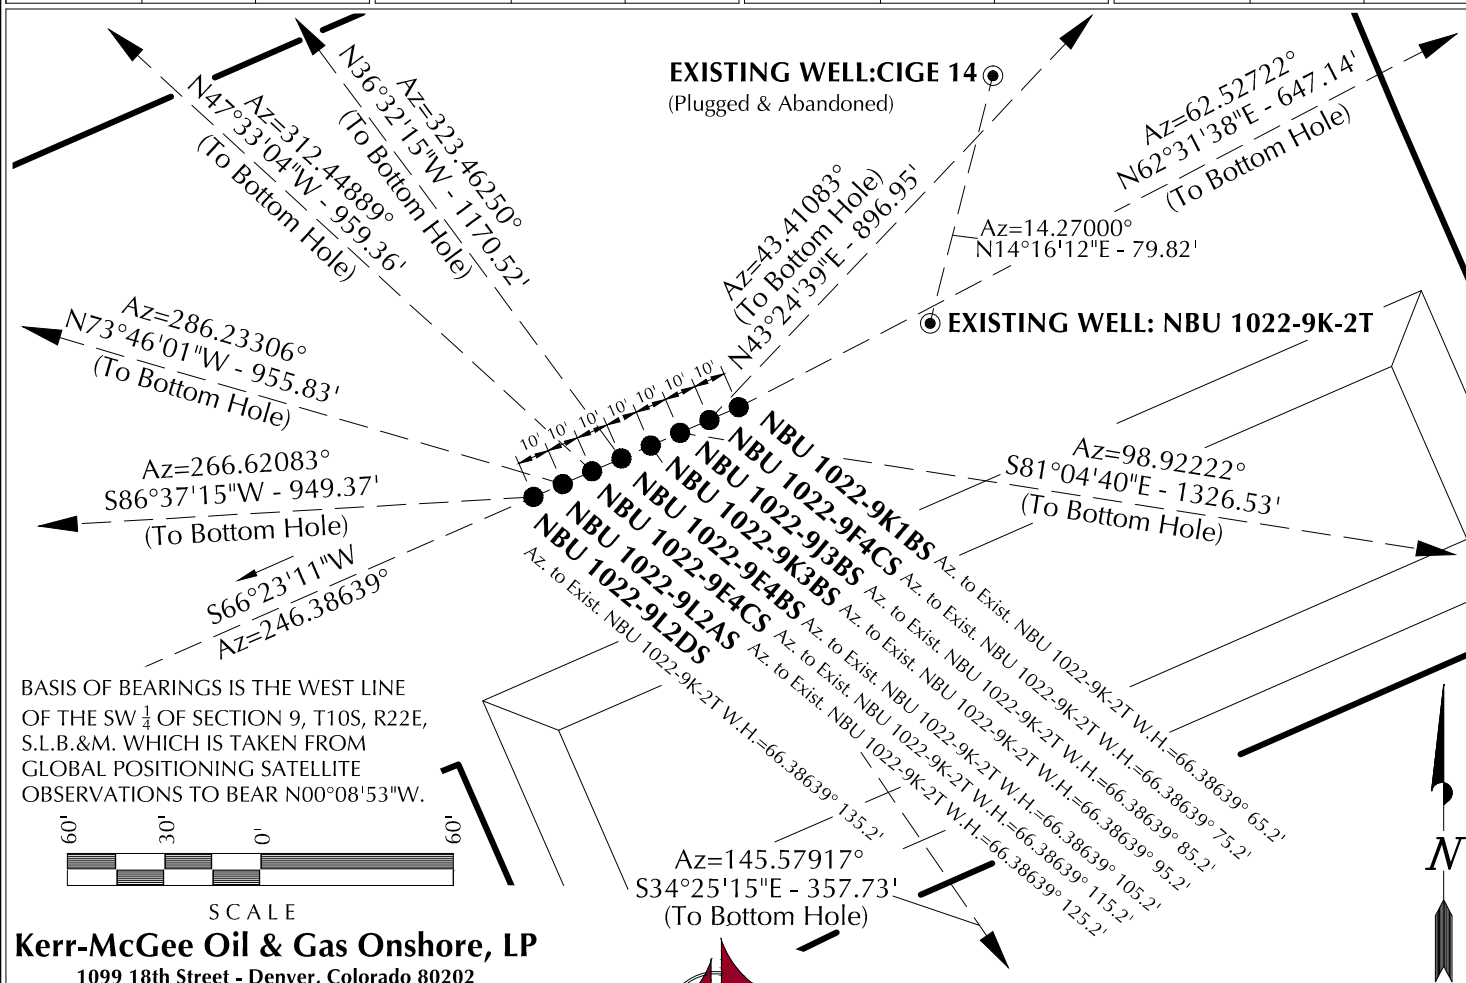 EXISTING WELL:CIGE 14
(Plugged & Abandoned)
Az=312.44889°
N47°33'04"W - 959.36'
(To Bottom Hole)
Az=323.46250°
N36°32'15"W - 1170.52'
(To Bottom Hole)
Az=43.41083°
(To Bottom Hole)
N43°24'39"E - 896.95'
Az=62.52722°
N62°31'38"E - 647.14'
(To Bottom Hole)
Az=14.27000°
N14°16'12"E - 79.82'
EXISTING WELL: NBU 1022-9K-2T
Az=286.23306°
N73°46'01"W - 955.83'
(To Bottom Hole)
10'
10'
10'
10'
10'
10'
10'
Az=266.62083°
S86°37'15"W - 949.37'
(To Bottom Hole)
S66°23'11"W
Az=246.38639°
Az=98.92222°
S81°04'40"E - 1326.53'
(To Bottom Hole)
NBU 1022-9K1BS
NBU 1022-9F4CS
NBU 1022-9J3BS
NBU 1022-9K3BS
NBU 1022-9E4BS
NBU 1022-9E4CS
NBU 1022-9L2AS
NBU 1022-9L2DS
Az. to Exist. NBU 1022-9K-2T W.H.=66.38639° 65.2'
Az. to Exist. NBU 1022-9K-2T W.H.=66.38639° 75.2'
Az. to Exist. NBU 1022-9K-2T W.H.=66.38639° 85.2'
Az. to Exist. NBU 1022-9K-2T W.H.=66.38639° 95.2'
Az. to Exist. NBU 1022-9K-2T W.H.=66.38639° 105.2'
Az. to Exist. NBU 1022-9K-2T W.H.=66.38639° 115.2'
Az. to Exist. NBU 1022-9K-2T W.H.=66.38639° 125.2'
Az. to Exist. NBU 1022-9K-2T W.H.=66.38639° 135.2'
BASIS OF BEARINGS IS THE WEST LINE
OF THE SW 1/4 OF SECTION 9, T10S, R22E,
S.L.B.&M. WHICH IS TAKEN FROM
GLOBAL POSITIONING SATELLITE
OBSERVATIONS TO BEAR N00°08'53"W.
60' 30' 0' 60'
SCALE
Az=145.57917°
S34°25'15"E - 357.73'
(To Bottom Hole)
N
Kerr-McGee Oil & Gas Onshore, LP
1099 18th Street - Denver, Colorado 80202